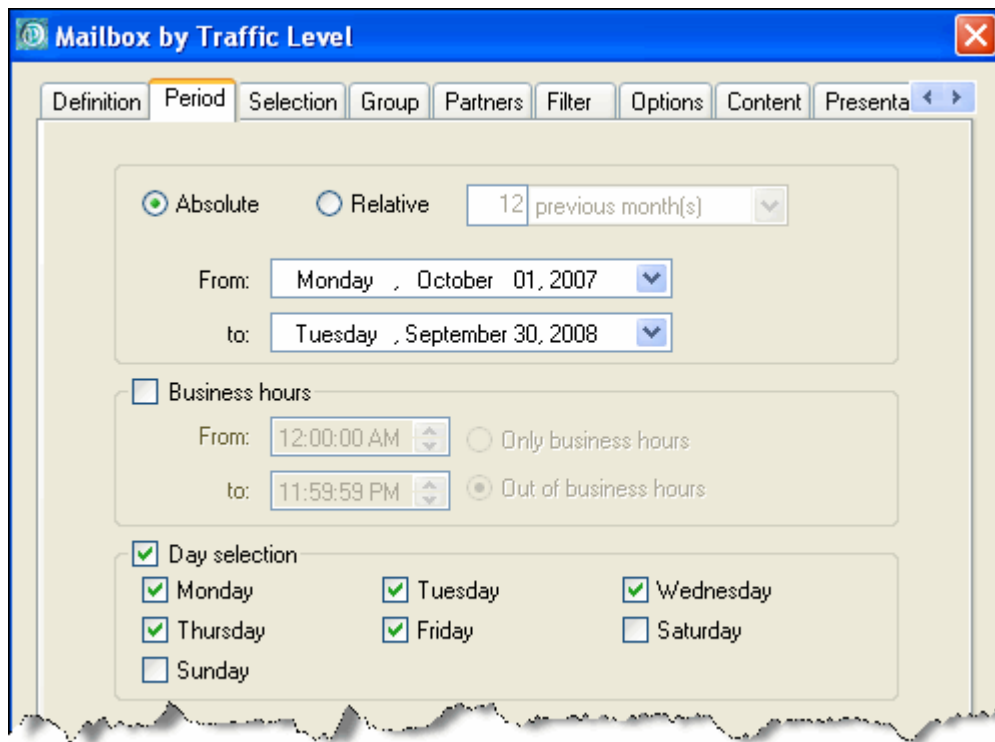 Mailbox by Traffic Level
Definition Period Selection Group Partners Filter Options Content Presenta
Absolute Relative 12 previous month(s)
From: Monday , October 01, 2007
to: Tuesday , September 30, 2008
Business hours
From: 12:00:00 AM Only business hours
to: 11:59:59 PM Out of business hours
Day selection
Monday Tuesday Wednesday
Thursday Friday Saturday
Sunday